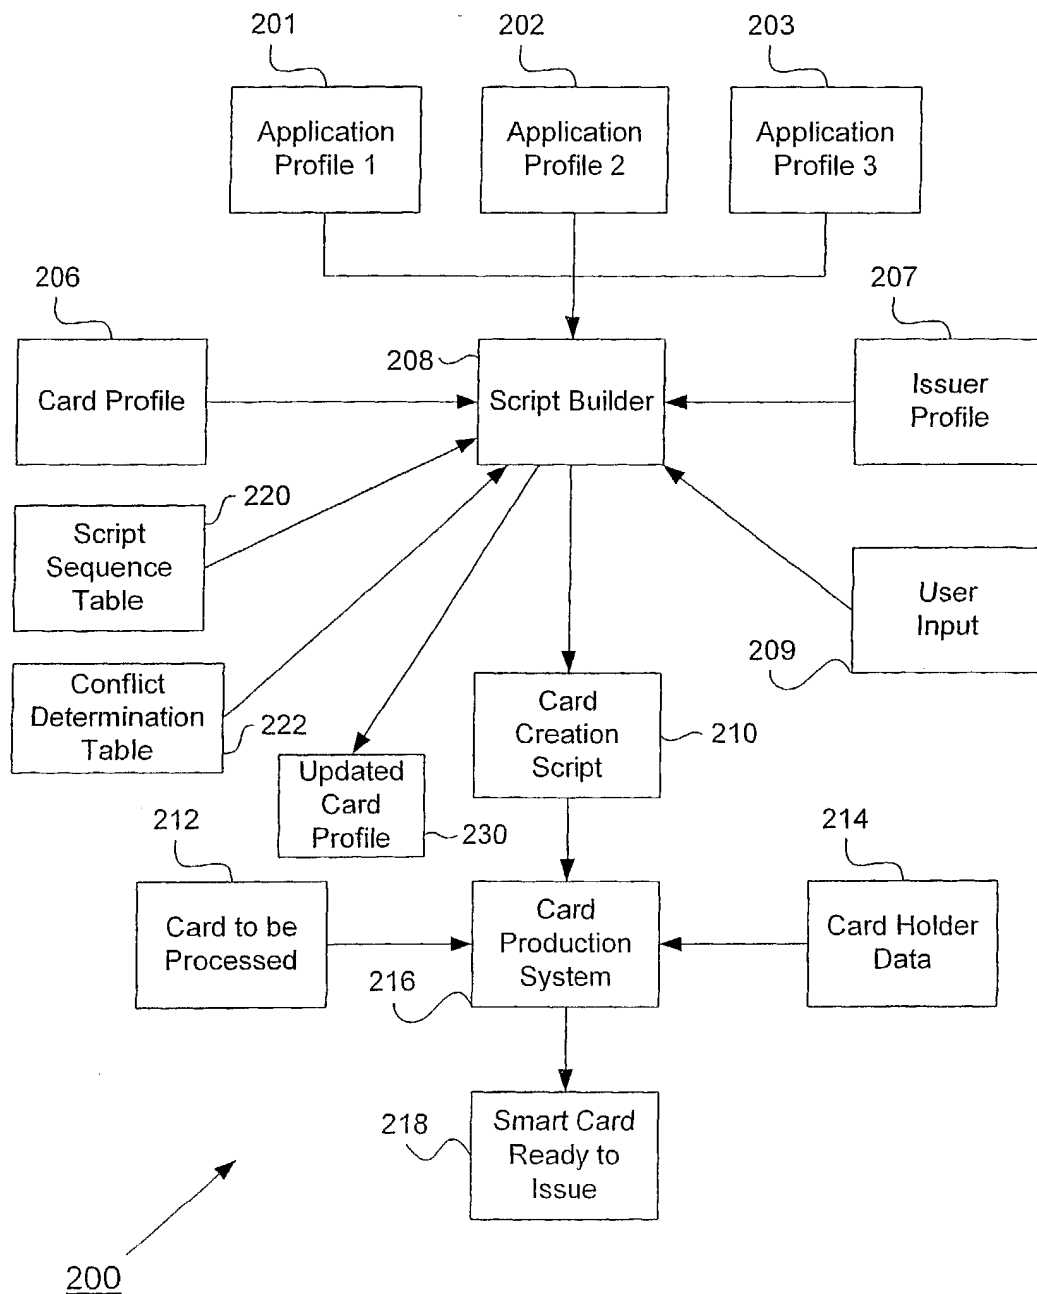 201
202
203
Application
Profile 1
Application
Profile 2
Application
Profile 3
206
207
208
Card Profile
Script Builder
Issuer
Profile
220
Script
Sequence
Table
User
Input
209
Conflict
Determination
Table
222
Card
Creation
Script
210
Updated
Card
Profile
230
212
214
Card to be
Processed
Card
Production
System
216
Card Holder
Data
218
Smart Card
Ready to
Issue
200